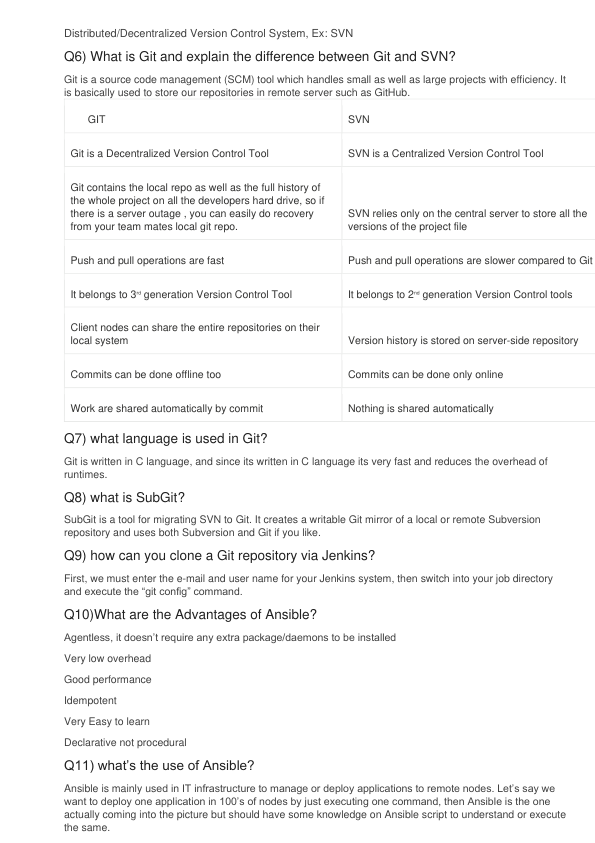 Distributed/Decentralized Version Control System, Ex: SVN
Q6) What is Git and explain the difference between Git and SVN?
Git is a source code management (SCM) tool which handles small as well as large projects with efficiency. It
is basically used to store our repositories in remote server such as GitHub.
GIT
SVN
Git is a Decentralized Version Control Tool
SVN is a Centralized Version Control Tool
Git contains the local repo as well as the full history of
the whole project on all the developers hard drive, so if
there is a server outage , you can easily do recovery
from your team mates local git repo.
SVN relies only on the central server to store all the
versions of the project file
Push and pull operations are fast
Push and pull operations are slower compared to Git
It belongs to 3rd generation Version Control Tool
It belongs to 2nd generation Version Control tools
Client nodes can share the entire repositories on their
local system
Version history is stored on server-side repository
Commits can be done offline too
Commits can be done only online
Work are shared automatically by commit
Nothing is shared automatically
Q7) what language is used in Git?
Git is written in C language, and since its written in C language its very fast and reduces the overhead of
runtimes.
Q8) what is SubGit?
SubGit is a tool for migrating SVN to Git. It creates a writable Git mirror of a local or remote Subversion
repository and uses both Subversion and Git if you like.
Q9) how can you clone a Git repository via Jenkins?
First, we must enter the e-mail and user name for your Jenkins system, then switch into your job directory
and execute the “git config” command.
Q10)What are the Advantages of Ansible?
Agentless, it doesn’t require any extra package/daemons to be installed
Very low overhead
Good performance
Idempotent
Very Easy to learn
Declarative not procedural
Q11) what’s the use of Ansible?
Ansible is mainly used in IT infrastructure to manage or deploy applications to remote nodes. Let’s say we
want to deploy one application in 100’s of nodes by just executing one command, then Ansible is the one
actually coming into the picture but should have some knowledge on Ansible script to understand or execute
the same.